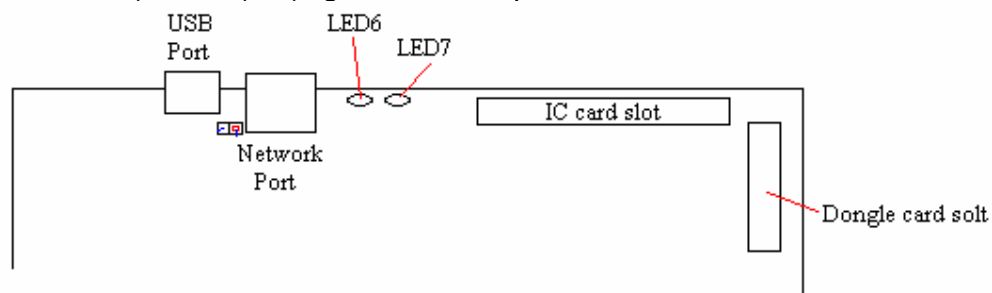 USB
Port
LED6
LED7
IC card slot
Network
Port
Dongle card solt